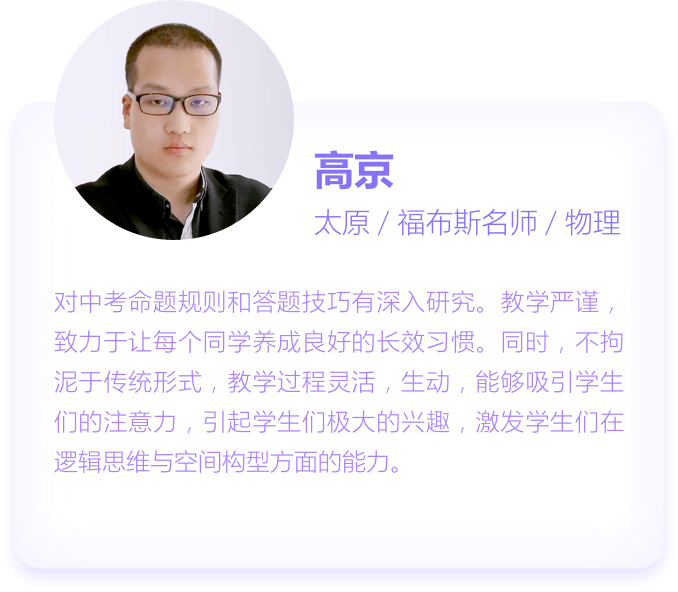 高京
太原 / 福布斯名师 / 物理
对中考命题规则和答题技巧有深入研究。教学严谨，
致力于让每个同学养成良好的长效习惯。同时，不拘
泥于传统形式，教学过程灵活，生动，能够吸引学生
们的注意力，引起学生们极大的兴趣，激发学生们在
逻辑思维与空间构型方面的能力。